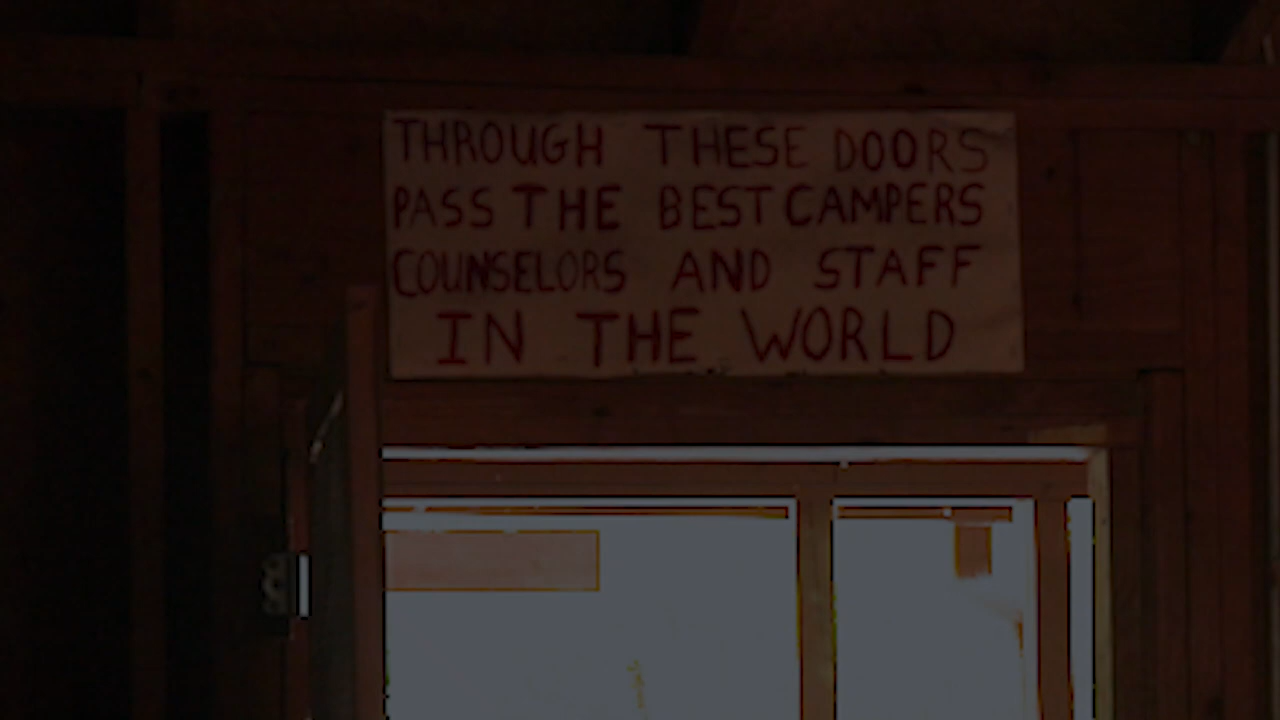 THROUGH THESE DOORS
PASS THE BEST CAMPERS
COUNSELORS AND STAFF
IN THE WORLD